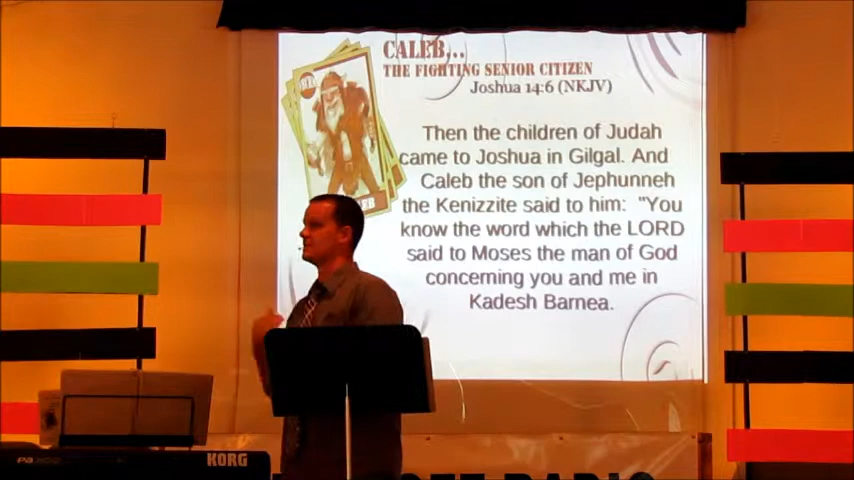 CALEB...
THE FIGHTING SENIOR CITIZEN
Joshua 14:6 (NKJV)
Then the children of Judah
came to Joshua in Gilgal. And
Caleb the son of Jephunneh
the Kenizzite said to him: "You
know the word which the LORD
said to Moses the man of God
concerning you and me in
Kadesh Barnea.
KORG
RADIO